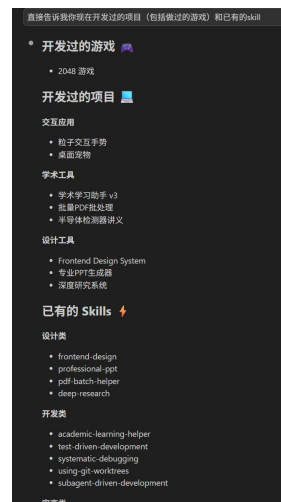 直接告诉我你现在开发过的项目（包括做过的游戏）和已有的skill
开发过的游戏 🎮
2048 游戏
开发过的项目 💻
交互应用
粒子交互手势
桌面宠物
学术工具
学术学习助手 v3
批量PDF批处理
半导体检测器讲义
设计工具
Frontend Design System
专业PPT生成器
深度研究系统
已有的 Skills ⚡
设计类
frontend-design
professional-ppt
pdf-batch-helper
deep-research
开发类
academic-learning-helper
test-driven-development
systematic-debugging
using-git-worktrees
subagent-driven-development